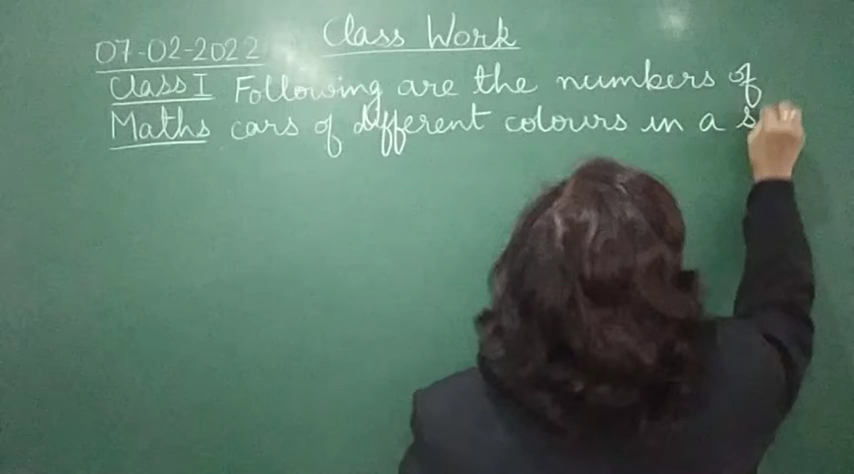 07-02-2022 Class Work
Class I Following are the numbers of
Maths cars of different colours in a s